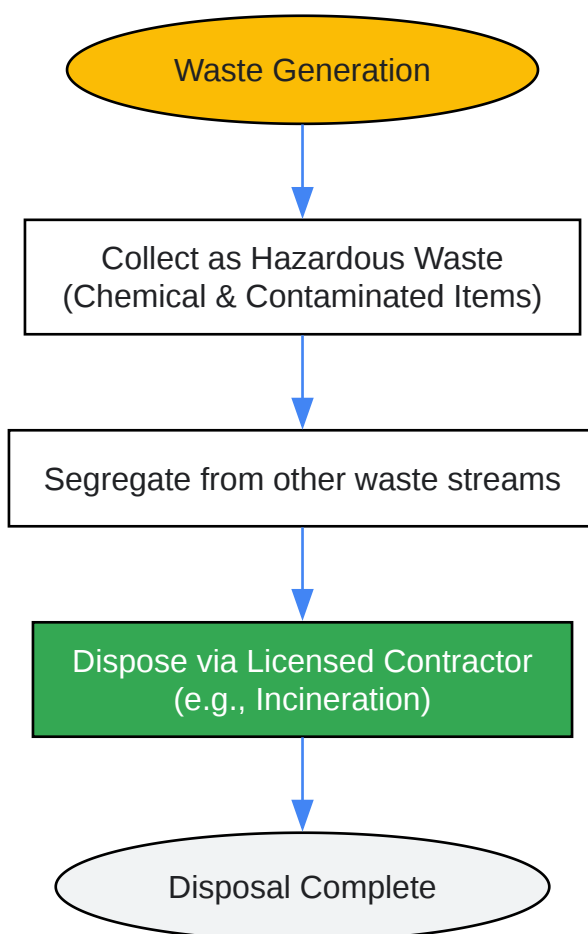 Waste Generation
Collect as Hazardous Waste
(Chemical & Contaminated Items)
Segregate from other waste streams
Dispose via Licensed Contractor
(e.g., Incineration)
Disposal Complete